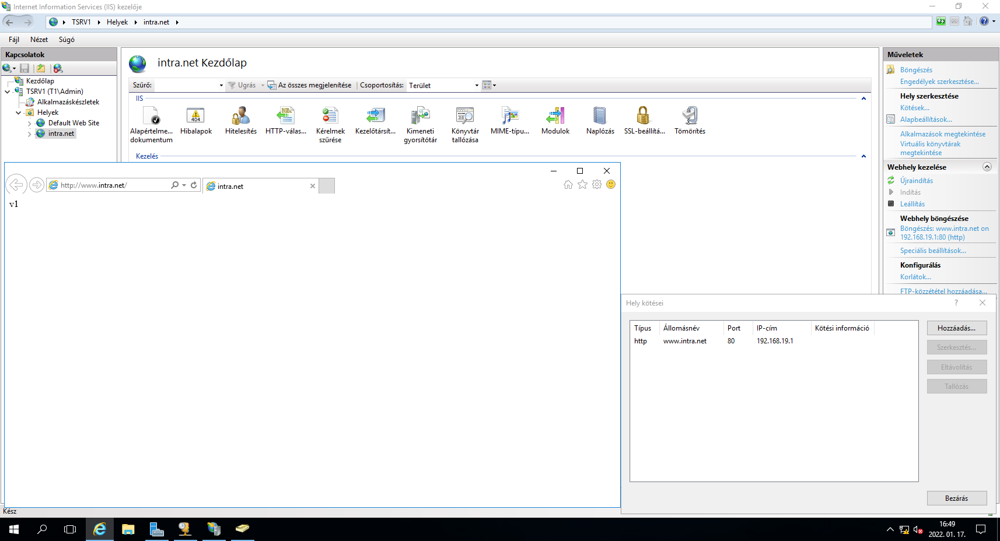 Internet Information Services (IIS) kezelője
TSRV1 Helyek intra.net
Fájl Nézet Súgó
Kapcsolatok
Kezdőlap
TSRV1 (T1\Admin)
Alkalmazáskészletek
Helyek
Default Web Site
intra.net
intra.net Kezdőlap
Szűrő: Ugrás Az összes megjelenítése Csoportosítás: Terület
IIS
Alapértelme... dokumentum
Hibalapok
Hitelesítés
HTTP-válas...
Kérelmek szűrése
Kezelőtársít...
Kimeneti gyorsítótár
Könyvtár tallózása
MIME-típu...
Modulok
Naplózás
SSL-beállítá...
Tömörítés
Kezelés
404
Műveletek
Böngészés
Engedélyek szerkesztése...
Hely szerkesztése
Kötések...
Alapbeállítások...
Alkalmazások megtekintése
Virtuális könyvtárak
megtekintése
Webhely kezelése
Újraindítás
Indítás
Leállítás
Webhely böngészése
Böngészés: www.intra.net on
192.168.19.1:80 (http)
Speciális beállítások...
Konfigurálás
Korlátok...
FTP-közzététel hozzáadása...
http://www.intra.net/
intra.net
v1
Hely kötései
?
Típus Állomásnév Port IP-cím Kötési információ
http www.intra.net 80 192.168.19.1
Hozzáadás...
Szerkesztés...
Eltávolítás
Tallózás
Bezárás
Kész
16:49
2022. 01. 17.